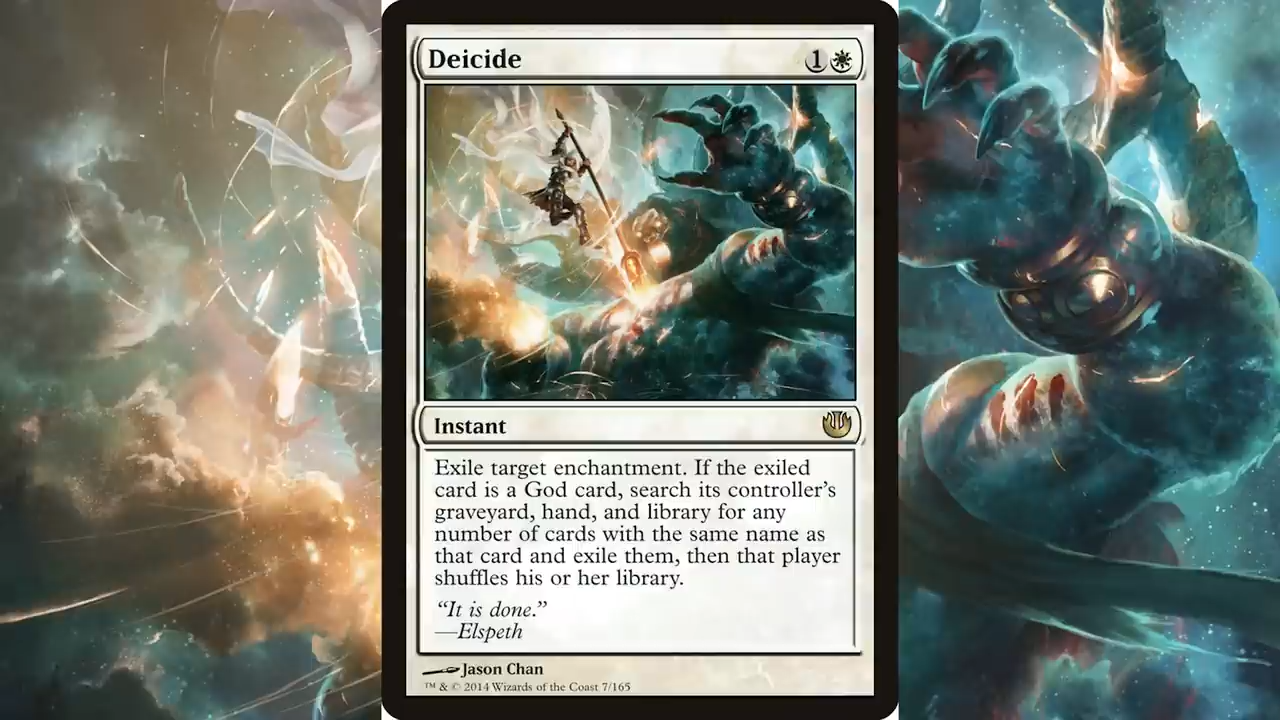 Deicide 1
Instant
Exile target enchantment. If the exiled
card is a God card, search its controller's
graveyard, hand, and library for any
number of cards with the same name as
that card and exile them, then that player
shuffles his or her library.
“It is done.”
—Elspeth
Jason Chan
™ & © 2014 Wizards of the Coast 7/165